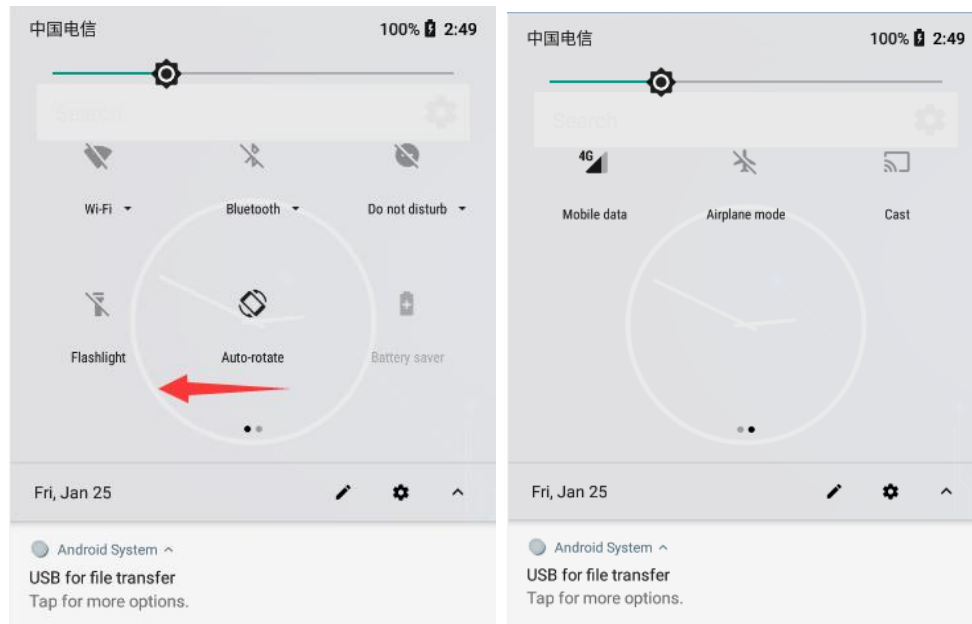 中国电信 100% 2:49
Search
Wi-Fi Bluetooth Do not disturb
Flashlight Auto-rotate Battery saver
Fri, Jan 25
Android System
USB for file transfer
Tap for more options.
中国电信 100% 2:49
Search
4G
Mobile data Airplane mode Cast
Fri, Jan 25
Android System
USB for file transfer
Tap for more options.